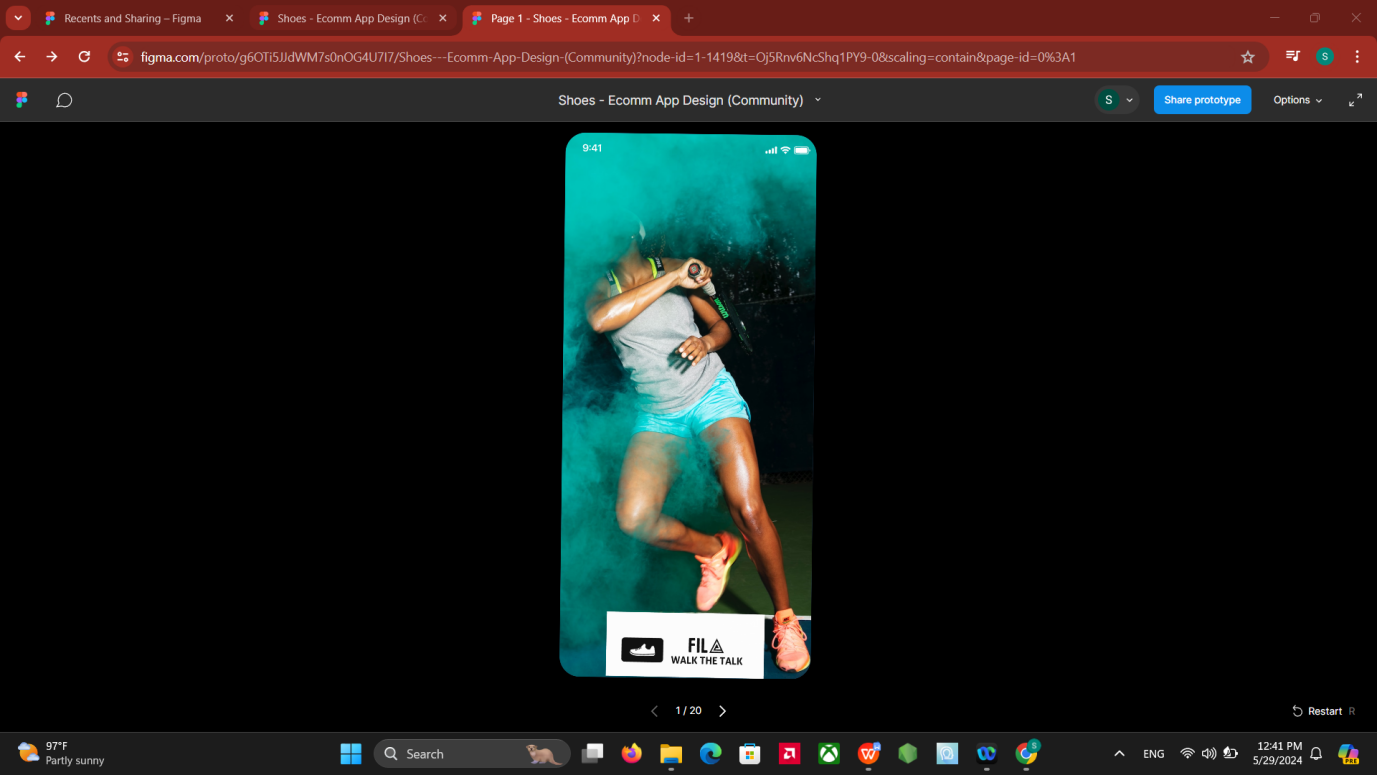 Recents and Sharing – Figma
Shoes - Ecomm App Design (Co
Page 1 - Shoes - Ecomm App D
figma.com/proto/g6OTi5JJdWM7s0nOG4U7I7/Shoes---Ecomm-App-Design-(Community)?node-id=1-1419&t=Oj5Rnv6NcShq1PY9-0&scaling=contain&page-id=0%3A1
S
Shoes - Ecomm App Design (Community)
S
Share prototype
Options
9:41
FILA
WALK THE TALK
1 / 20
Restart R
97°F
Partly sunny
Search
ENG
12:41 PM
5/29/2024
PRE